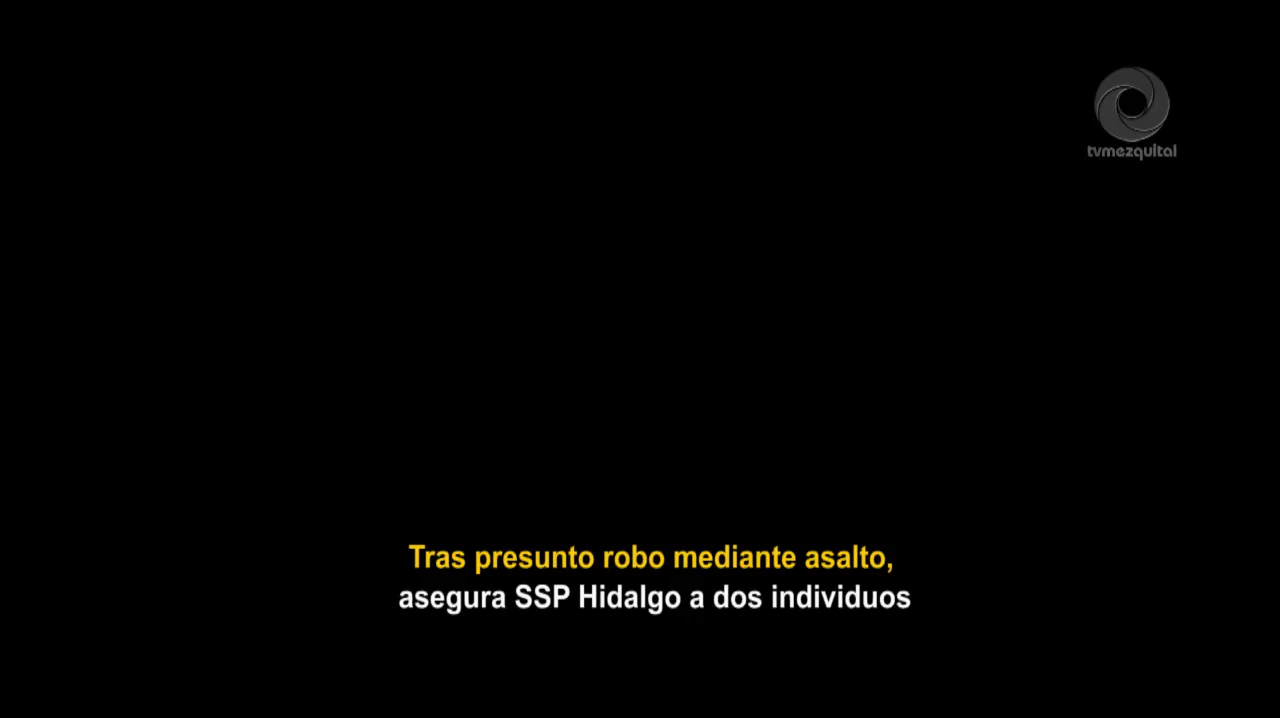 tvmezquital
Tras presunto robo mediante asalto,
asegura SSP Hidalgo a dos individuos